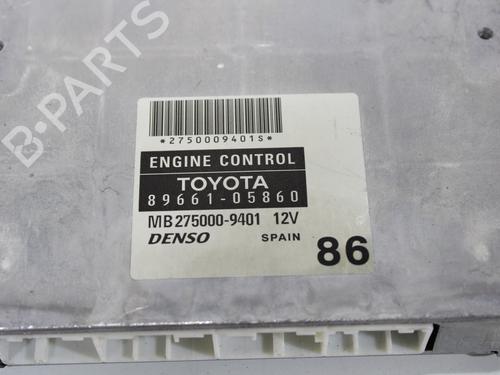 B-PARTS
*2750009401S*
ENGINE CONTROL
TOYOTA
89661-05860
MB275000-9401 12V
DENSO SPAIN 86